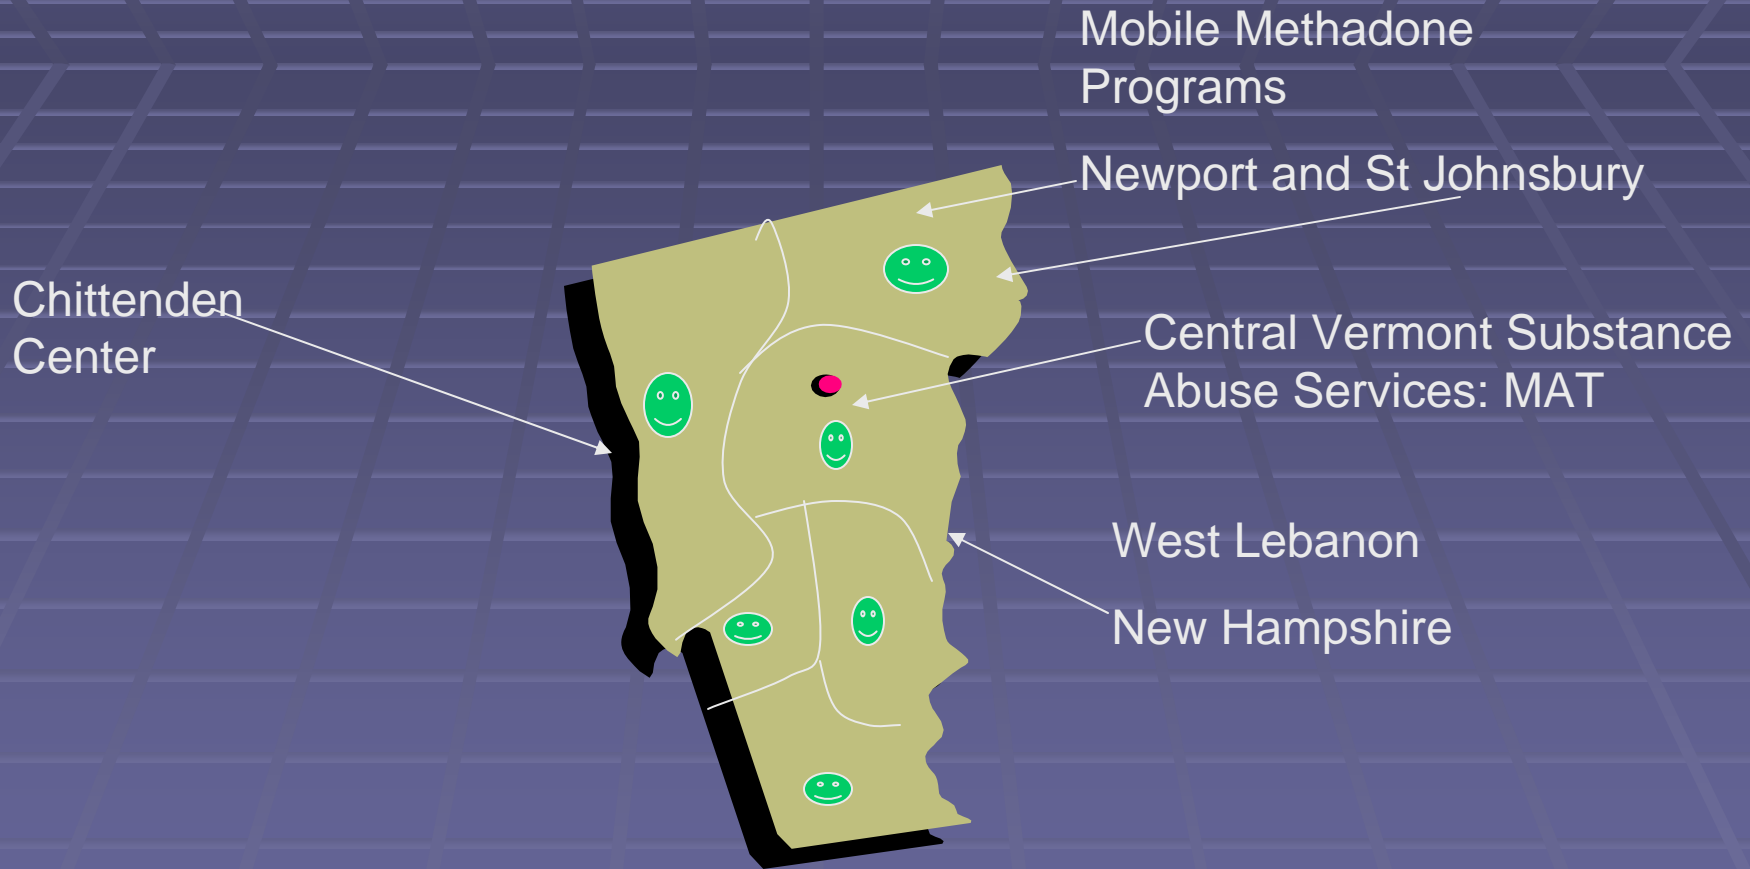 Mobile Methadone
Programs
Newport and St Johnsbury
Chittenden
Center
Central Vermont Substance
Abuse Services: MAT
West Lebanon
New Hampshire